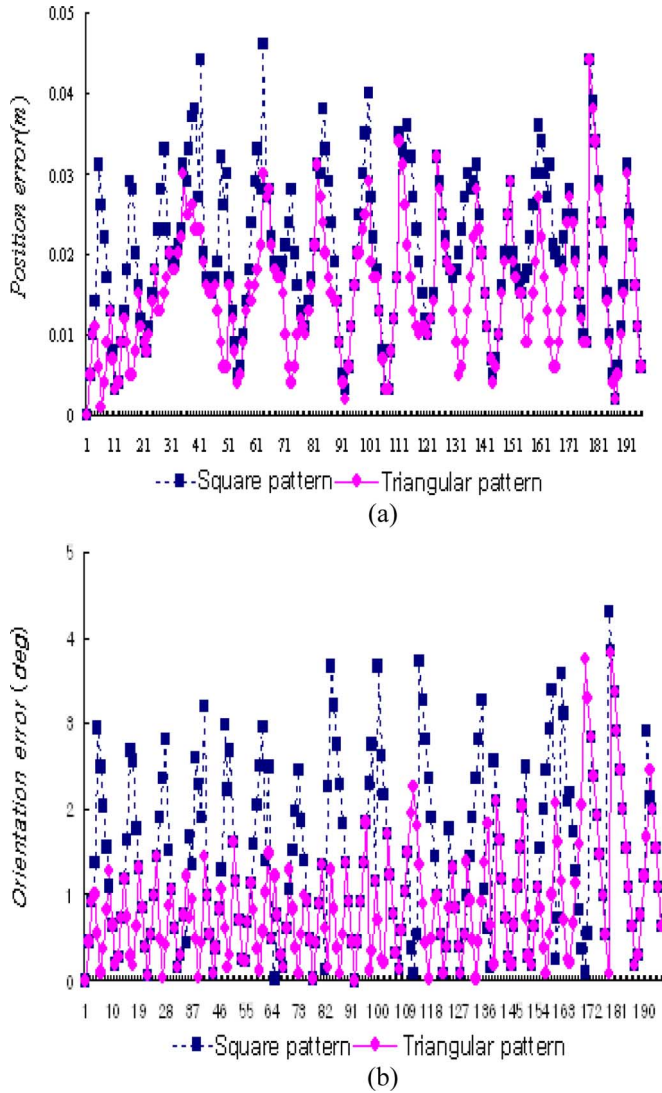 0.05
0.04
0.03
0.02
0.01
0
Position error(m)
1 11 21 31 41 51 61 71 81 91 101 111 121 131 141 151 161 171 181 191
Square pattern Triangular pattern
(a)
5
4
3
2
1
0
Orientation error (deg)
1 10 19 28 37 46 55 64 73 82 91 100 109 118 127 136 145 154 163 172 181 190
Square pattern Triangular pattern
(b)